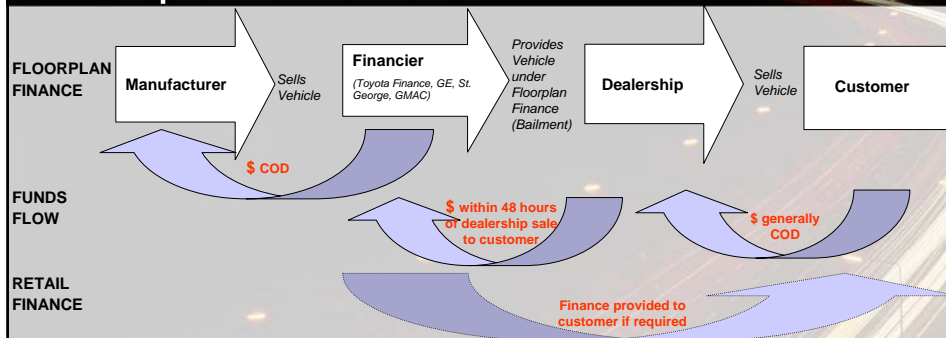 FLOORPLAN
FINANCE
Manufacturer
Sells
Vehicle
Financier
(Toyota Finance, GE, St.
George, GMAC)
Provides
Vehicle
under
Floorplan
Finance
(Bailment)
Dealership
Sells
Vehicle
Customer
FUNDS
FLOW
$ COD
$ within 48 hours
of dealership sale
to customer
$ generally
COD
RETAIL
FINANCE
Finance provided to
customer if required